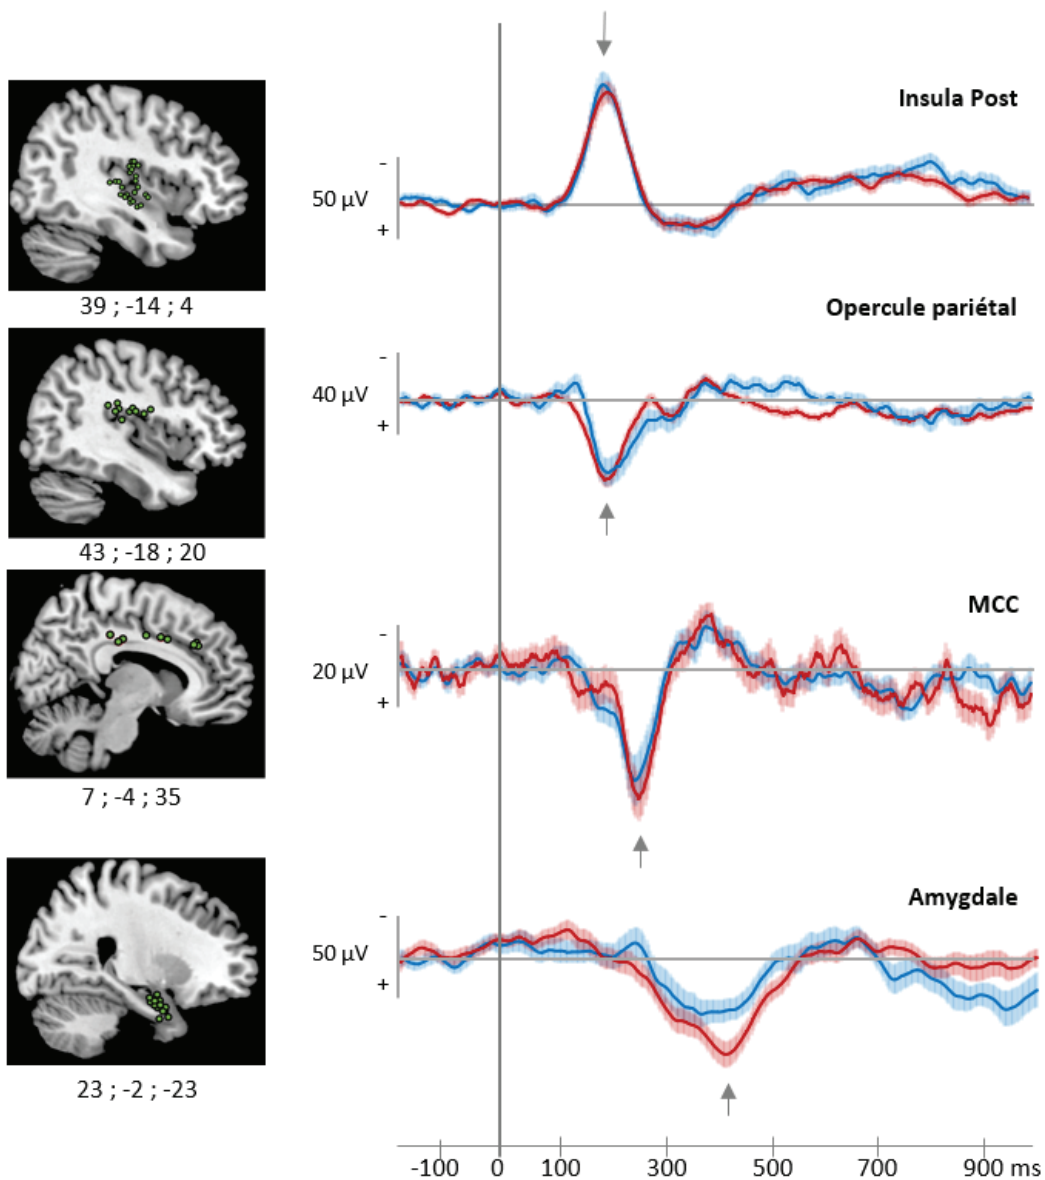 Insula Post
-
50 µV
+
39 ; -14 ; 4
Opercule pariétal
-
40 µV
+
43 ; -18 ; 20
MCC
-
20 µV
+
7 ; -4 ; 35
Amygdale
-
50 µV
+
23 ; -2 ; -23
-100 0 100 300 500 700 900 ms